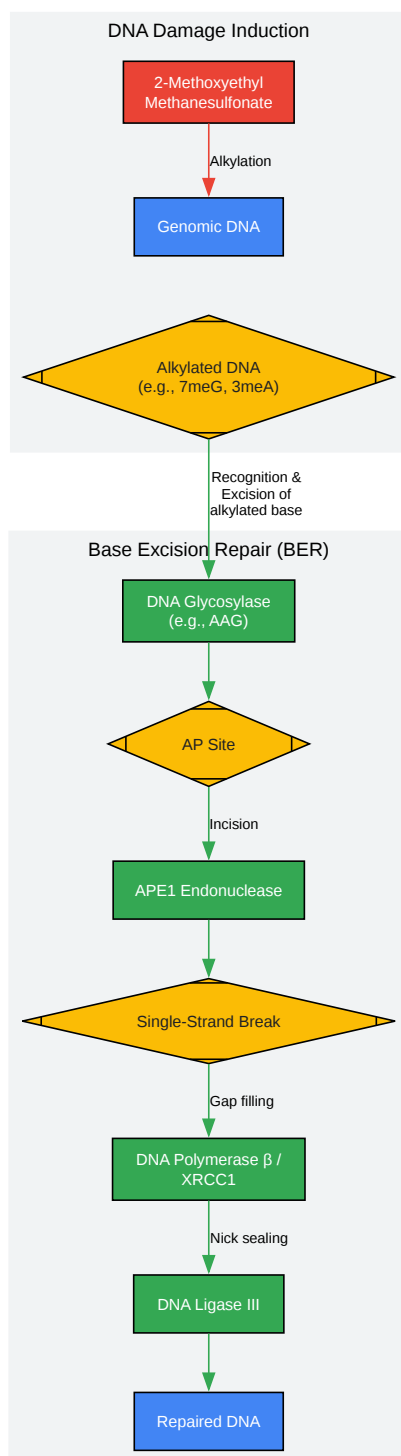 DNA Damage Induction
2-Methoxyethyl
Methanesulfonate
Alkylation
Genomic DNA
Alkylated DNA
(e.g., 7meG, 3meA)
Recognition &
Excision of
alkylated base
Base Excision Repair (BER)
DNA Glycosylase
(e.g., AAG)
AP Site
Incision
APE1 Endonuclease
Single-Strand Break
Gap filling
DNA Polymerase β /
XRCC1
Nick sealing
DNA Ligase III
Repaired DNA